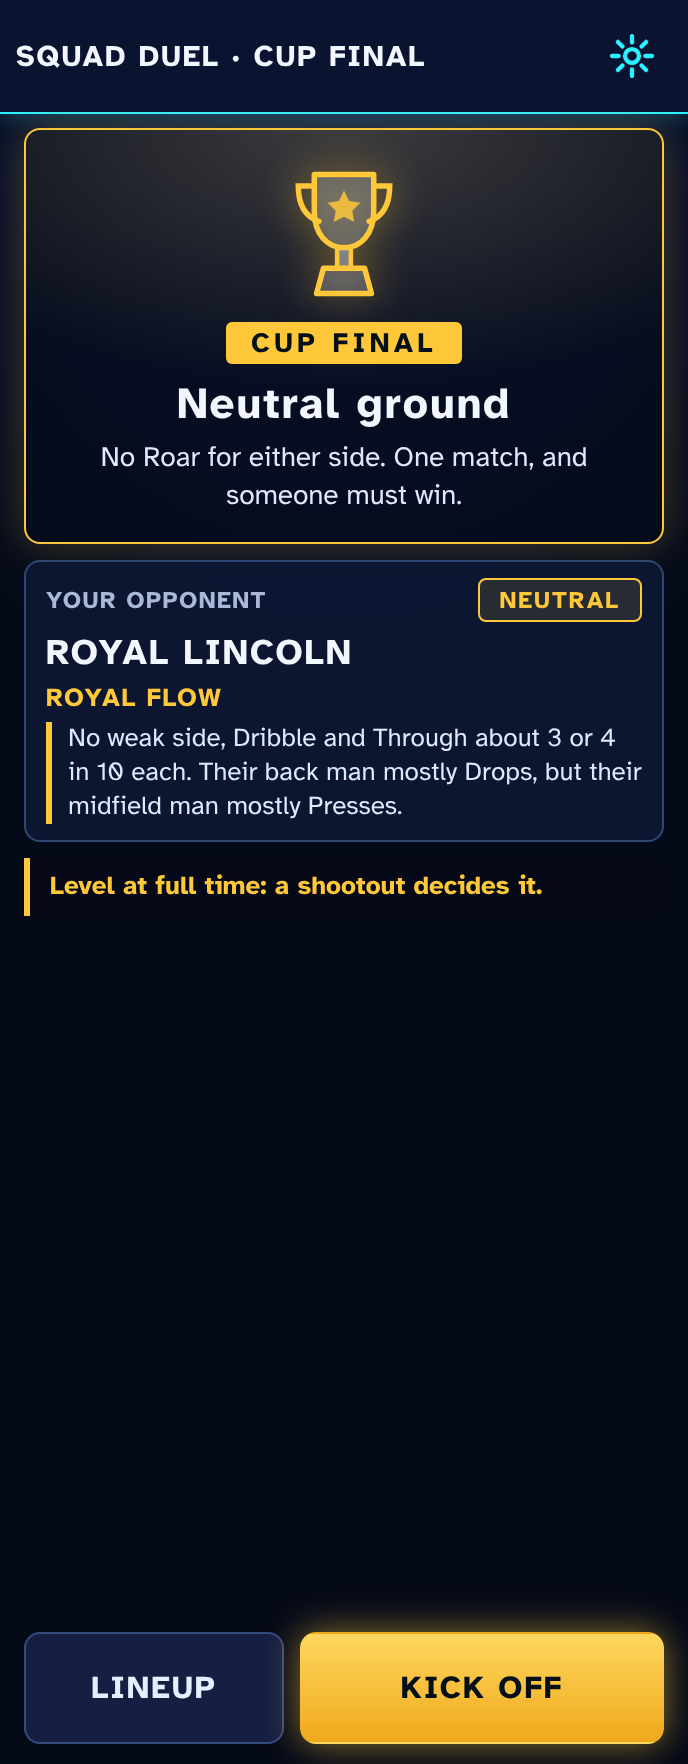 SQUAD DUEL · CUP FINAL
CUP FINAL
Neutral ground
No Roar for either side. One match, and
someone must win.
YOUR OPPONENT
NEUTRAL
ROYAL LINCOLN
ROYAL FLOW
No weak side, Dribble and Through about 3 or 4
in 10 each. Their back man mostly Drops, but their
midfield man mostly Presses.
Level at full time: a shootout decides it.
LINEUP
KICK OFF